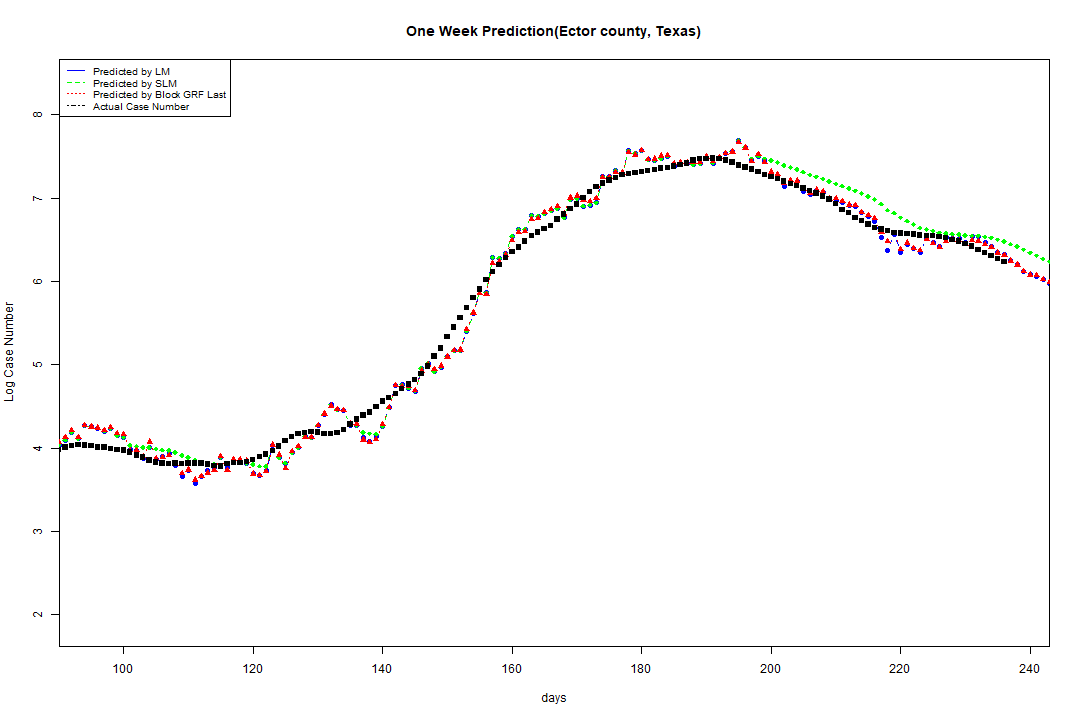 One Week Prediction(Ector county, Texas)
Predicted by LM
Predicted by SLM
Predicted by Block GRF Last
Actual Case Number
8
7
6
5
4
3
2
Log Case Number
100 120 140 160 180 200 220 240
days